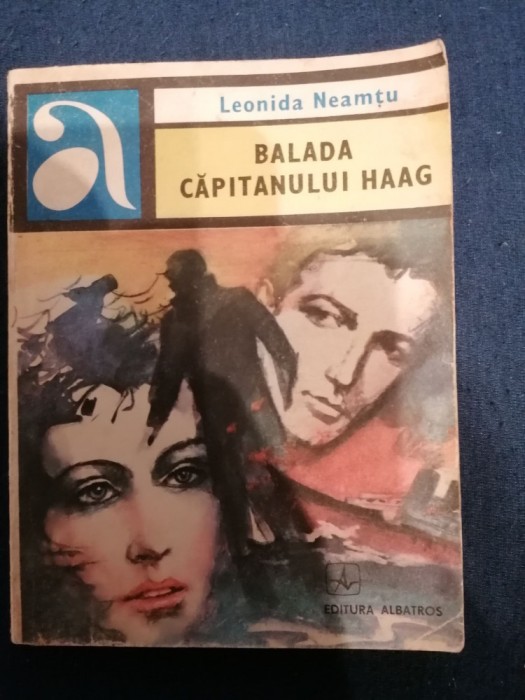 a
Leonida Neamțu
BALADA
CĂPITANULUI HAAG
EDITURA ALBATROS